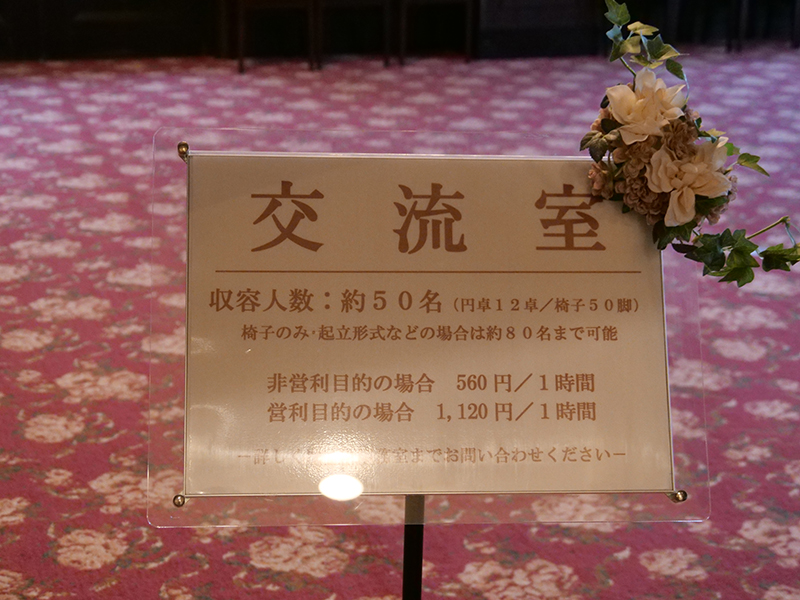 交流室
収容人数：約５０名（円卓１２卓／椅子５０脚）
椅子のみ・起立形式などの場合は約８０名まで可能
非営利目的の場合　560円／１時間
営利目的の場合　1,120円／１時間
－詳し 室までお問い合わせください－